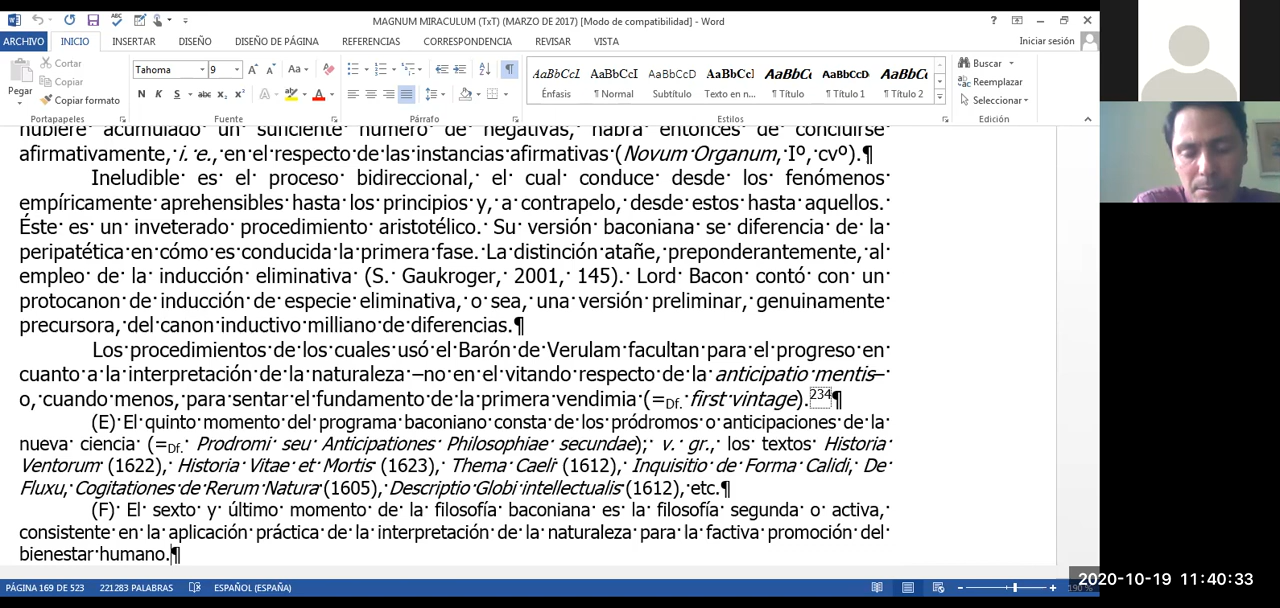 MAGNUM MIRACULUM (TxT) (MARZO DE 2017) [Modo de compatibilidad] - Word
ARCHIVO INICIO INSERTAR DISEÑO DISEÑO DE PÁGINA REFERENCIAS CORRESPONDENCIA REVISAR VISTA Iniciar sesión
Cortar
Copiar
Pegar
Copiar formato
Tahoma 9
N K S abc x₂ x²
AaBbCcI AaBbCcI AaBbCcD AaBbCcI AaBbCc AaBbCcD AaBbCc
Énfasis ¶ Normal Subtítulo Texto en n... ¶ Título ¶ Título 1 ¶ Título 2
Buscar
Reemplazar
Seleccionar
Portapapeles Fuente Párrafo Estilos Edición
hubiere acumulado un suficiente número de negativas, habrá entonces de concluirse
afirmativamente, i. e., en el respecto de las instancias afirmativas (Novum Organum, Iº, cvº).¶
Ineludible es el proceso bidireccional, el cual conduce desde los fenómenos
empíricamente aprehensibles hasta los principios y, a contrapelo, desde estos hasta aquellos.
Éste es un inveterado procedimiento aristotélico. Su versión baconiana se diferencia de la
peripatética en cómo es conducida la primera fase. La distinción atañe, preponderantemente, al
empleo de la inducción eliminativa (S. Gaukroger, 2001, 145). Lord Bacon contó con un
protocanon de inducción de especie eliminativa, o sea, una versión preliminar, genuinamente
precursora, del canon inductivo milliano de diferencias.¶
Los procedimientos de los cuales usó el Barón de Verulam facultan para el progreso en
cuanto a la interpretación de la naturaleza –no en el vitando respecto de la anticipatio mentis–
o, cuando menos, para sentar el fundamento de la primera vendimia (=Df. first vintage).234¶
(E) El quinto momento del programa baconiano consta de los pródromos o anticipaciones de la
nueva ciencia (=Df. Prodromi seu Anticipationes Philosophiae secundae); v. gr., los textos Historia
Ventorum (1622), Historia Vitae et Mortis (1623), Thema Caeli (1612), Inquisitio de Forma Calidi, De
Fluxu, Cogitationes de Rerum Natura (1605), Descriptio Globi intellectualis (1612), etc.¶
(F) El sexto y último momento de la filosofía baconiana es la filosofía segunda o activa,
consistente en la aplicación práctica de la interpretación de la naturaleza para la factiva promoción del
bienestar humano.¶
PÁGINA 169 DE 523 221283 PALABRAS ESPAÑOL (ESPAÑA) 190 %
2020-10-19 11:40:33